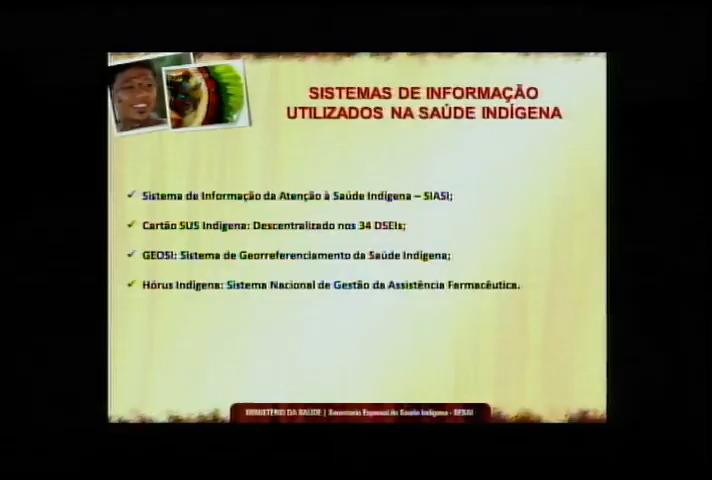 SISTEMAS DE INFORMAÇÃO
UTILIZADOS NA SAÚDE INDÍGENA
✓ Sistema de Informação da Atenção à Saúde Indígena – SIASI;
✓ Cartão SUS Indígena: Descentralizado nos 34 DSEIs;
✓ GEOSI: Sistema de Georreferenciamento da Saúde Indígena;
✓ Hórus Indígena: Sistema Nacional de Gestão da Assistência Farmacêutica.
MINISTÉRIO DA SAÚDE | Secretaria Especial de Saúde Indígena - SESAI